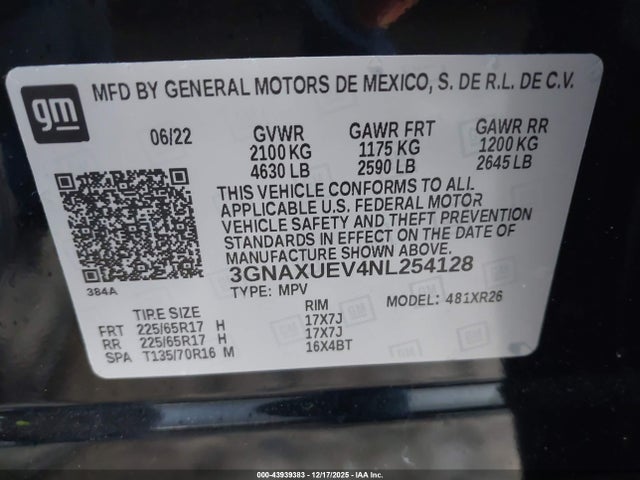 gm
MFD BY GENERAL MOTORS DE MEXICO, S. DE R.L. DE C.V.
06/22 GVWR GAWR FRT GAWR RR
2100 KG 1175 KG 1200 KG
4630 LB 2590 LB 2645 LB
THIS VEHICLE CONFORMS TO ALL
APPLICABLE U.S. FEDERAL MOTOR
VEHICLE SAFETY AND THEFT PREVENTION
STANDARDS IN EFFECT ON THE DATE OF
MANUFACTURE SHOWN ABOVE.
3GNAXUEV4NL254128
384A
TYPE: MPV MODEL: 481XR26
TIRE SIZE RIM
FRT 225/65R17 H 17X7J
RR 225/65R17 H 17X7J
SPA T135/70R16 M 16X4BT
000-43939383 - 12/17/2025 - IAAI.COM